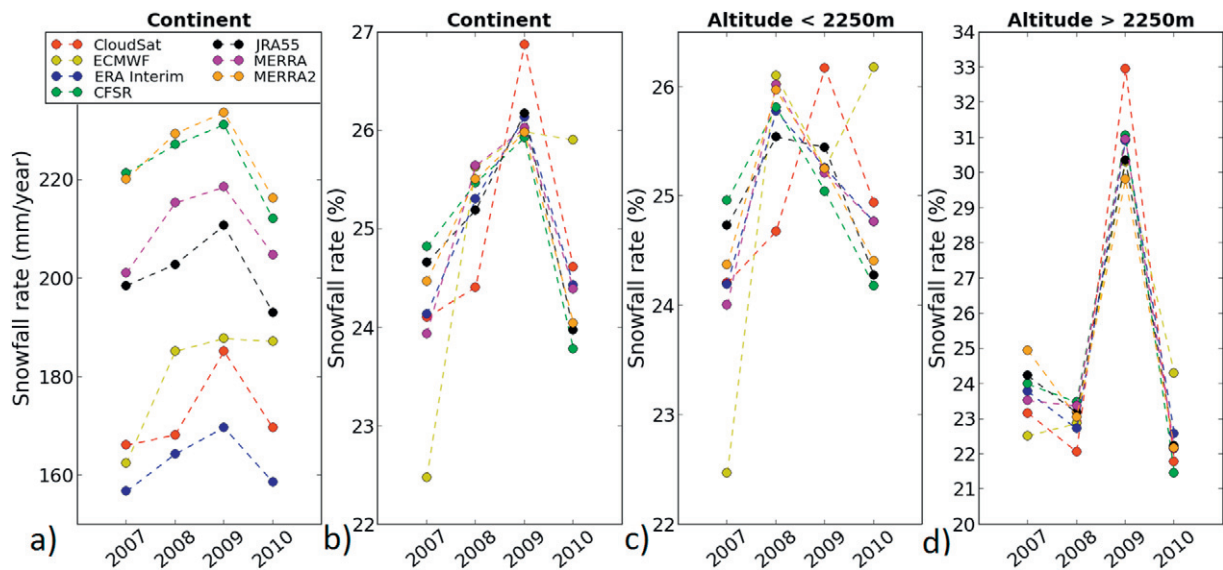 Continent
CloudSat
ECMWF
ERA Interim
CFSR
JRA55
MERRA
MERRA2
Snowfall rate (mm/year)
220
200
180
160
2007
2008
2009
2010
a)
Continent
Snowfall rate (%)
27
26
25
24
23
22
2007
2008
2009
2010
b)
Altitude < 2250m
Snowfall rate (%)
26
25
24
23
22
2007
2008
2009
2010
c)
Altitude > 2250m
Snowfall rate (%)
34
33
32
31
30
29
28
27
26
25
24
23
22
21
20
2007
2008
2009
2010
d)